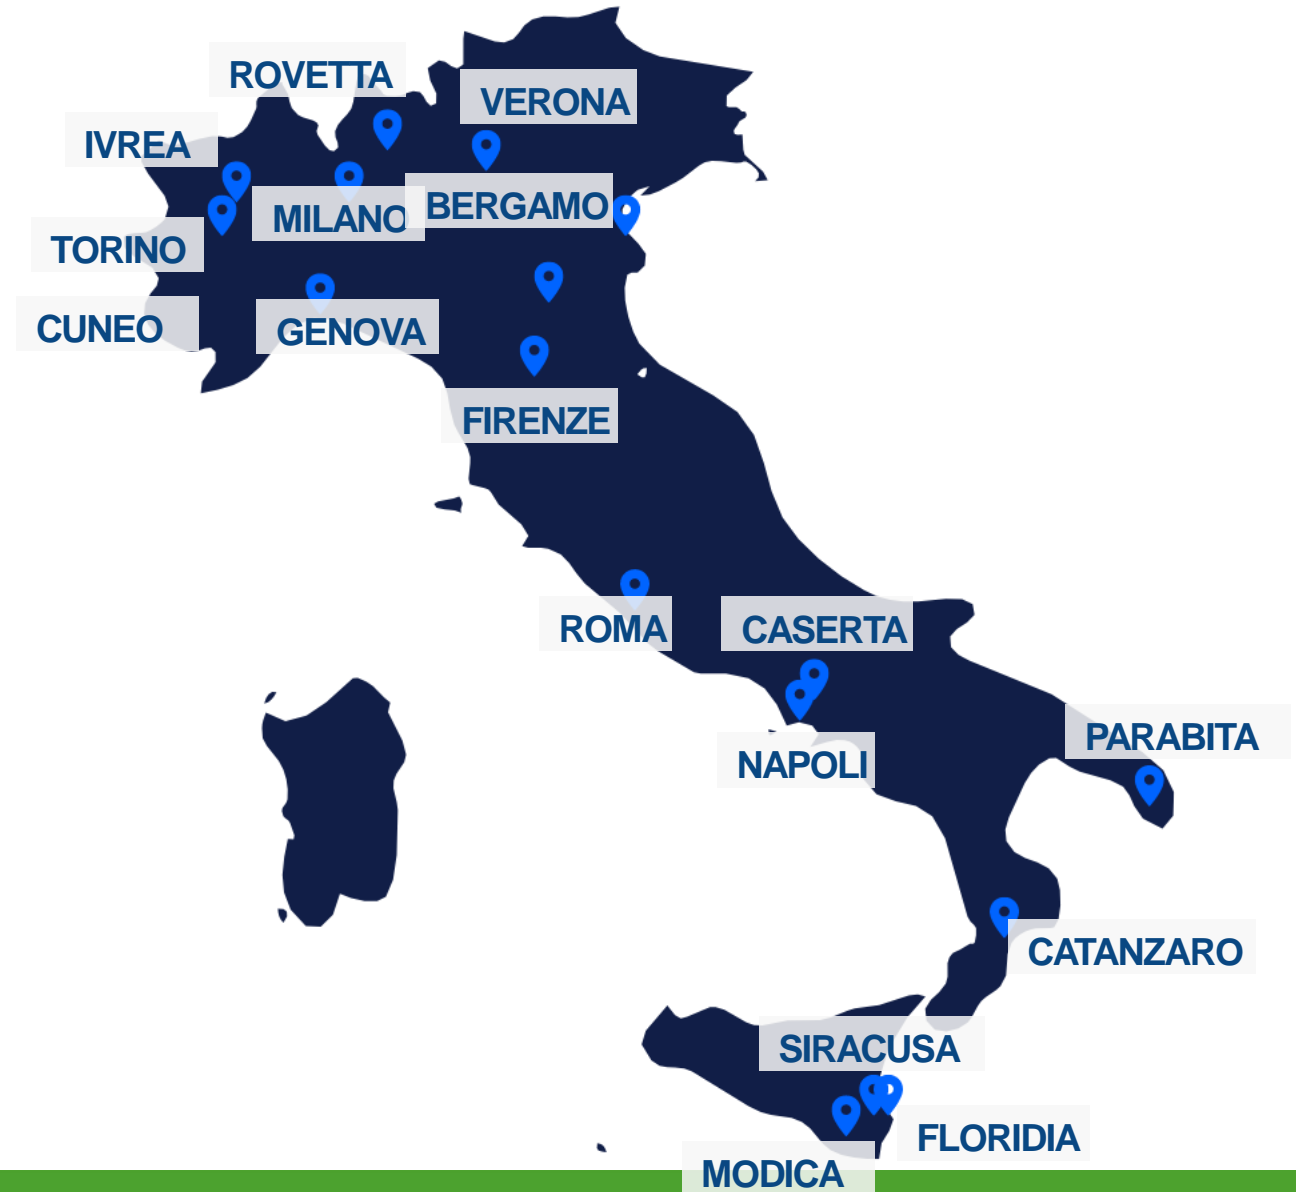 ROVETTA
VERONA
IVREA
BERGAMO
MILANO
TORINO
CUNEO
GENOVA
FIRENZE
ROMA
CASERTA
PARABITA
NAPOLI
CATANZARO
SIRACUSA
FLORIDIA
MODICA